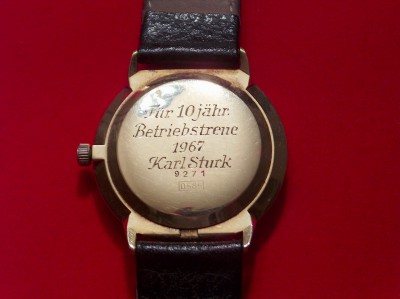 Für 10 jähr.
Betriebstreue
1967
Karl Sturk
9271